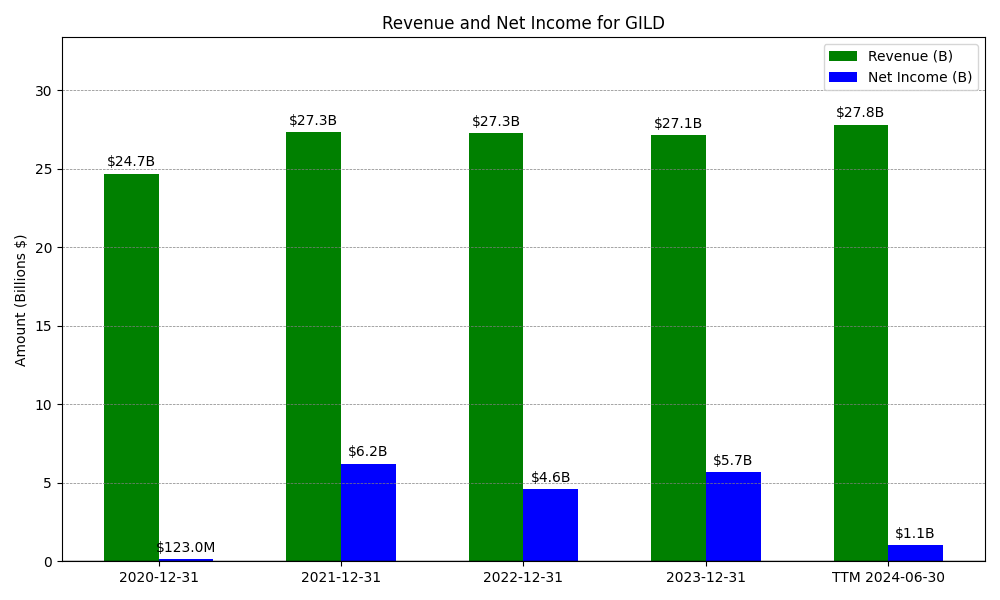 Revenue and Net Income for GILD
Revenue (B)
Net Income (B)
Amount (Billions $)
30
25
20
15
10
5
0
$24.7B
$123.0M
$27.3B
$6.2B
$27.3B
$4.6B
$27.1B
$5.7B
$27.8B
$1.1B
2020-12-31
2021-12-31
2022-12-31
2023-12-31
TTM 2024-06-30